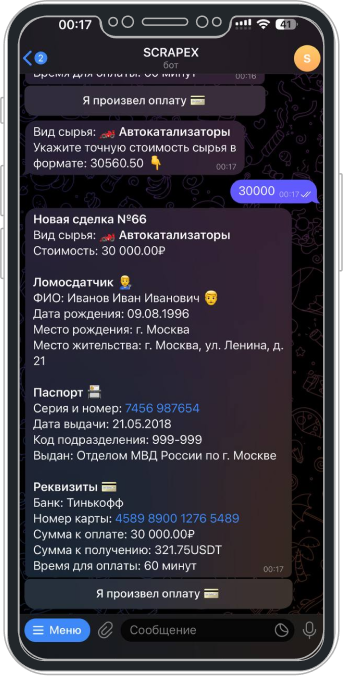 00:17
41
2
SCRAPEX
бот
S
Время для оплаты: 60 минут
00:16
Я произвел оплату
Вид сырья: Автокатализаторы
Укажите точную стоимость сырья в
формате: 30560.50
00:17
30000 00:17
Новая сделка №66
Вид сырья: Автокатализаторы
Стоимость: 30 000.00₽
Ломосдатчик
ФИО: Иванов Иван Иванович
Дата рождения: 09.08.1996
Место рождения: г. Москва
Место жительства: г. Москва, ул. Ленина, д.
21
Паспорт
Серия и номер: 7456 987654
Дата выдачи: 21.05.2018
Код подразделения: 999-999
Выдан: Отделом МВД России по г. Москве
Реквизиты
Банк: Тинькофф
Номер карты: 4589 8900 1276 5489
Сумма к оплате: 30 000.00₽
Сумма к получению: 321.75USDT
Время для оплаты: 60 минут
00:17
Я произвел оплату
Меню
Сообщение